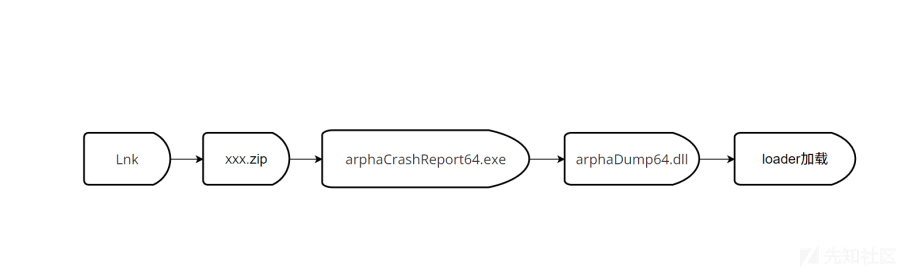 Lnk
xxx.zip
arphaCrashReport64.exe
arphaDump64.dll
loader加载
先知社区